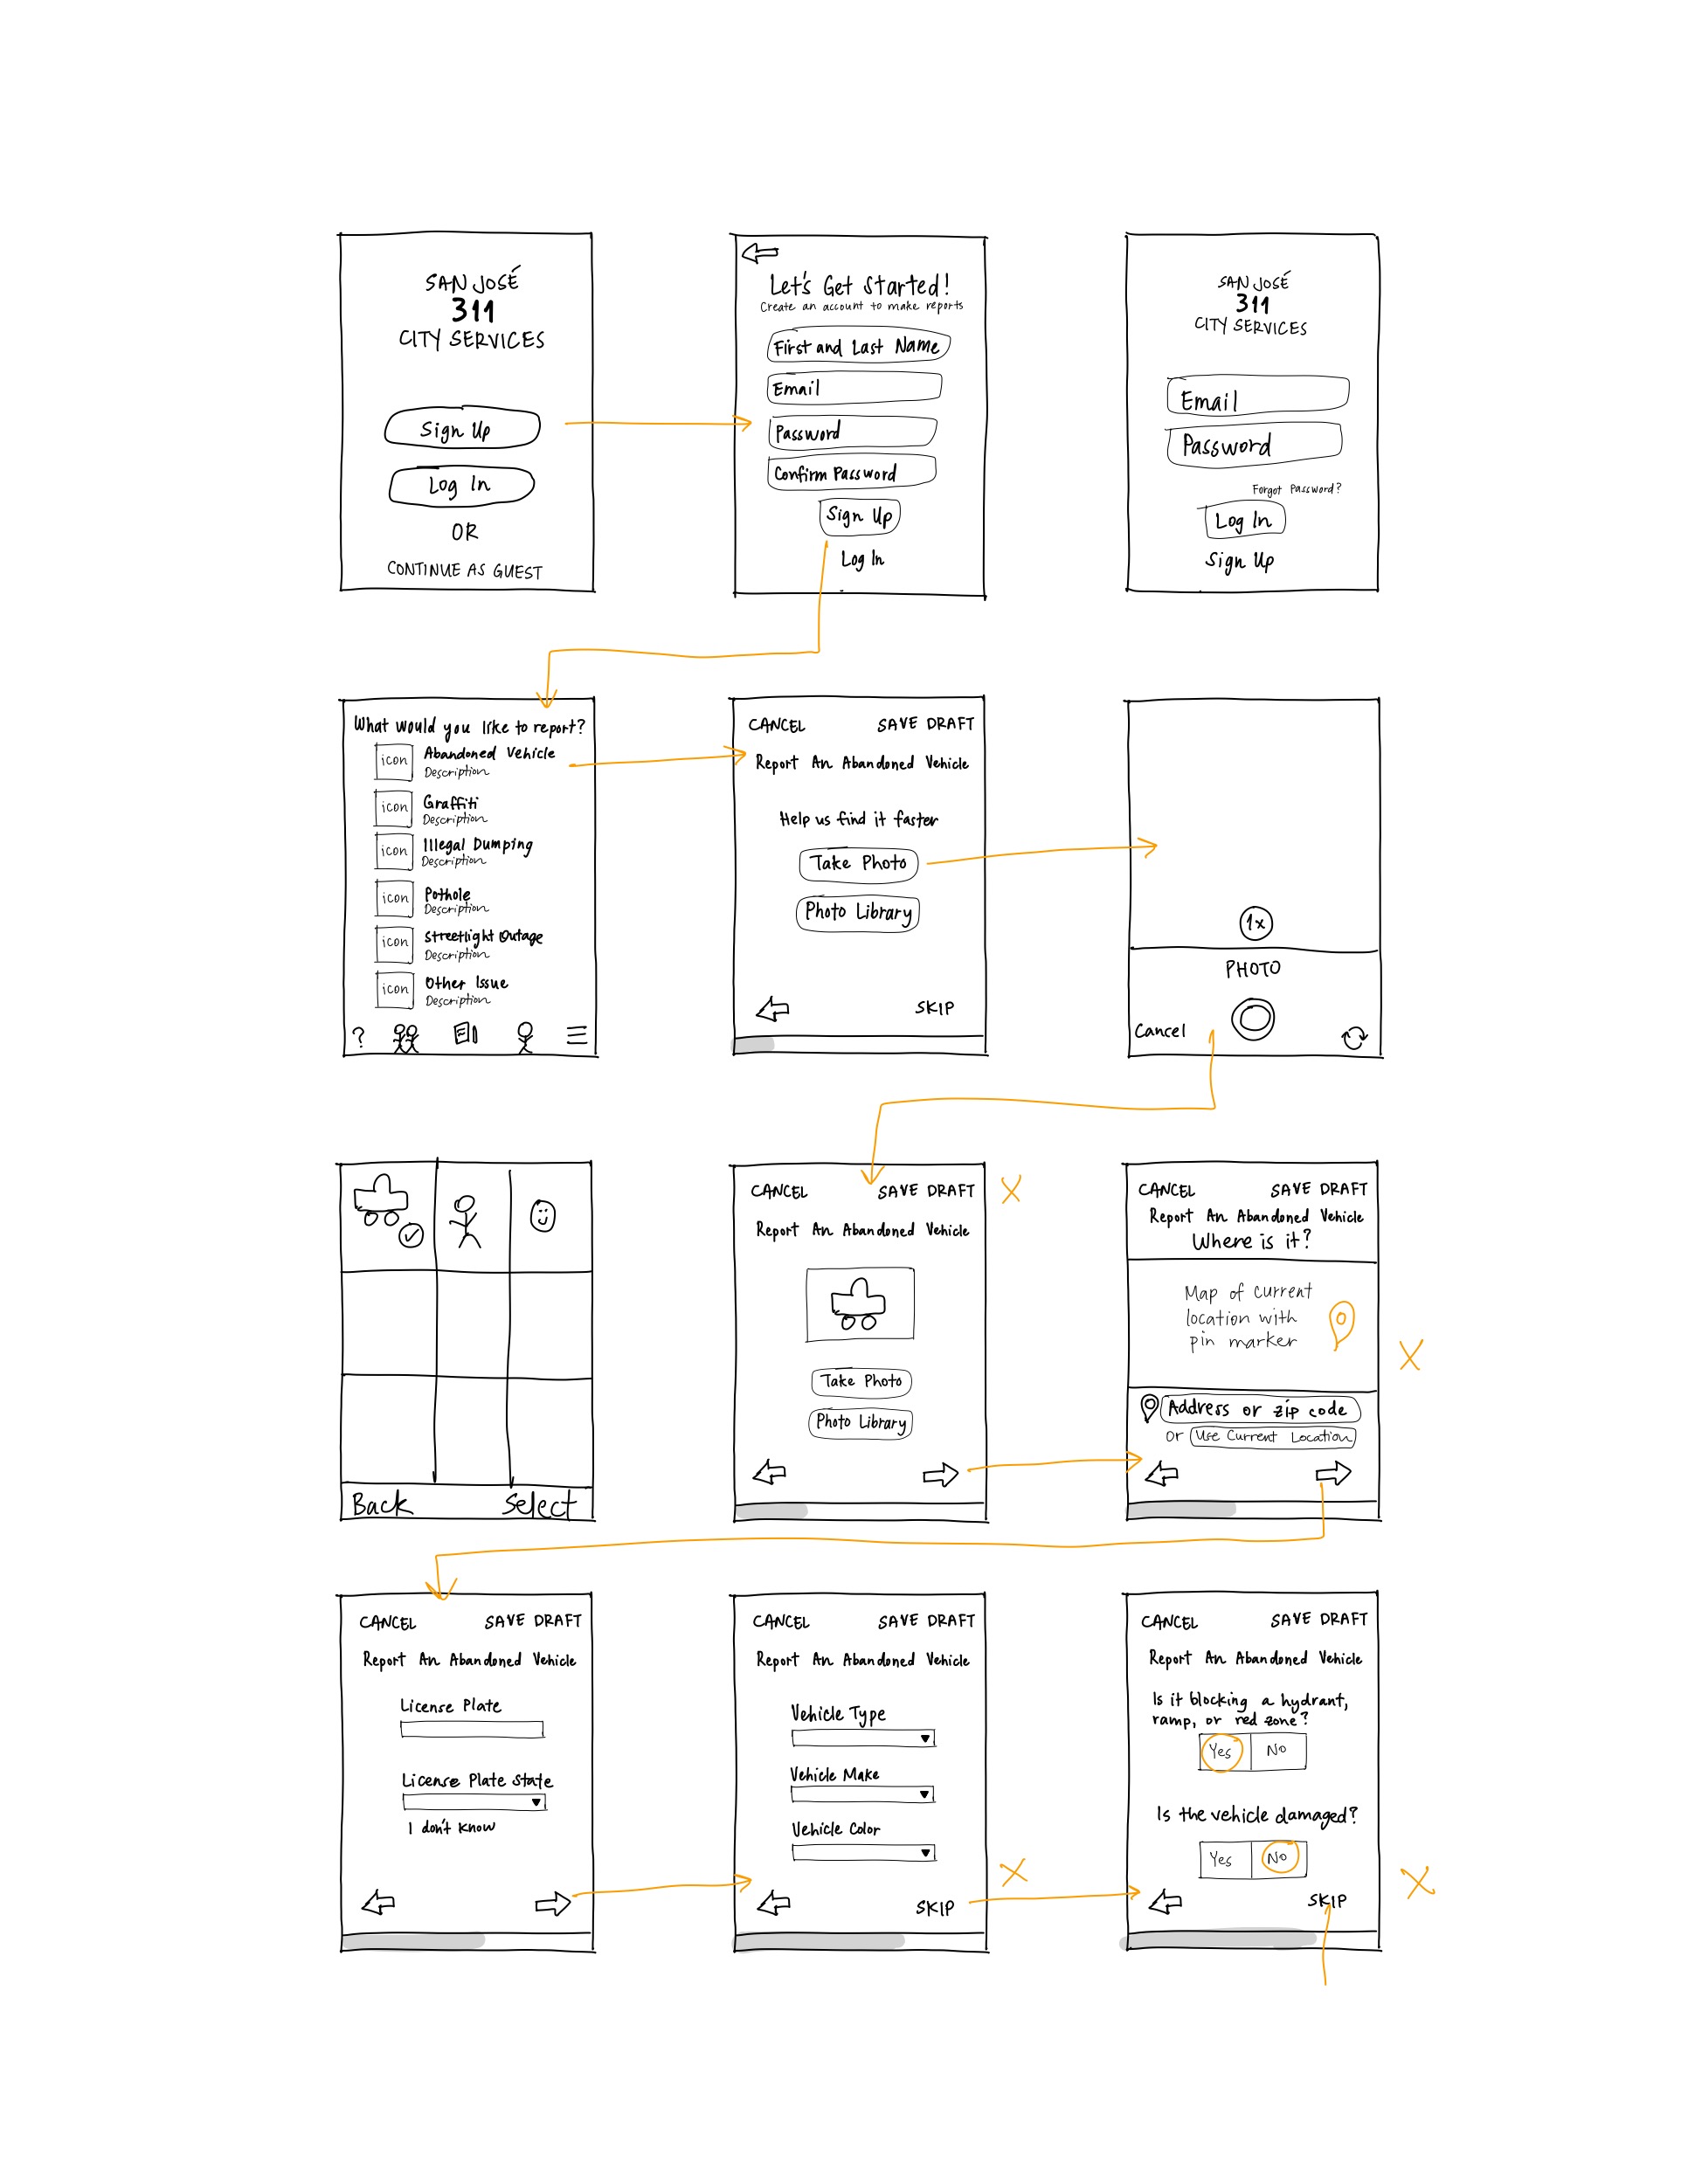 SAN JOSÉ
311
CITY SERVICES
Sign Up
Log In
OR
CONTINUE AS GUEST
Let's Get Started!
Create an account to make reports
First and Last Name
Email
Password
Confirm Password
Sign Up
Log In
SAN JOSÉ
311
CITY SERVICES
Email
Password
Forgot Password?
Log In
Sign Up
What would you like to report?
icon
Abandoned Vehicle
Description
icon
Graffiti
Description
icon
Illegal Dumping
Description
icon
Pothole
Description
icon
Streetlight Outage
Description
icon
Other Issue
Description
?
CANCEL SAVE DRAFT
Report An Abandoned Vehicle
Help us find it faster
Take Photo
Photo Library
SKIP
1x
PHOTO
Cancel
Back Select
CANCEL SAVE DRAFT
X
Report An Abandoned Vehicle
Take Photo
Photo Library
CANCEL SAVE DRAFT
Report An Abandoned Vehicle
Where is it?
Map of current
location with
pin marker
X
Address or zip code
or Use Current Location
CANCEL SAVE DRAFT
Report An Abandoned Vehicle
License Plate
License Plate State
I don't know
CANCEL SAVE DRAFT
Report An Abandoned Vehicle
Vehicle Type
Vehicle Make
Vehicle Color
X
SKIP
CANCEL SAVE DRAFT
Report An Abandoned Vehicle
Is it blocking a hydrant,
ramp, or red zone?
Yes No
Is the vehicle damaged?
Yes No
X
SKIP